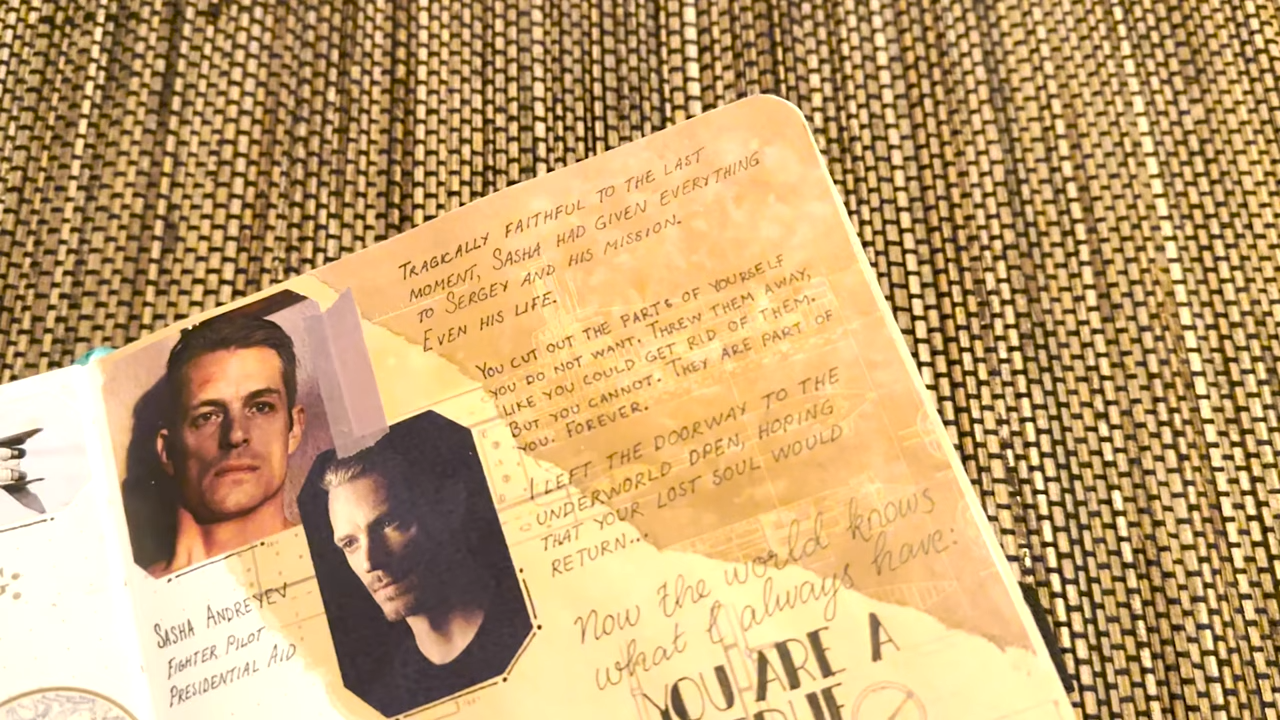 TRAGICALLY FAITHFUL TO THE LAST
MOMENT, SASHA HAD GIVEN EVERYTHING
TO SERGEY AND HIS MISSION.
EVEN HIS LIFE.
YOU CUT OUT THE PARTS OF YOURSELF
YOU DO NOT WANT. THREW THEM AWAY,
LIKE YOU COULD GET RID OF THEM.
BUT YOU CANNOT. THEY ARE PART OF
YOU. FOREVER.
I LEFT THE DOORWAY TO THE
UNDERWORLD OPEN, HOPING
THAT YOUR LOST SOUL WOULD
RETURN...
Now the world knows
what I always have:
YOU ARE A
SASHA ANDREYEV
FIGHTER PILOT
PRESIDENTIAL AID